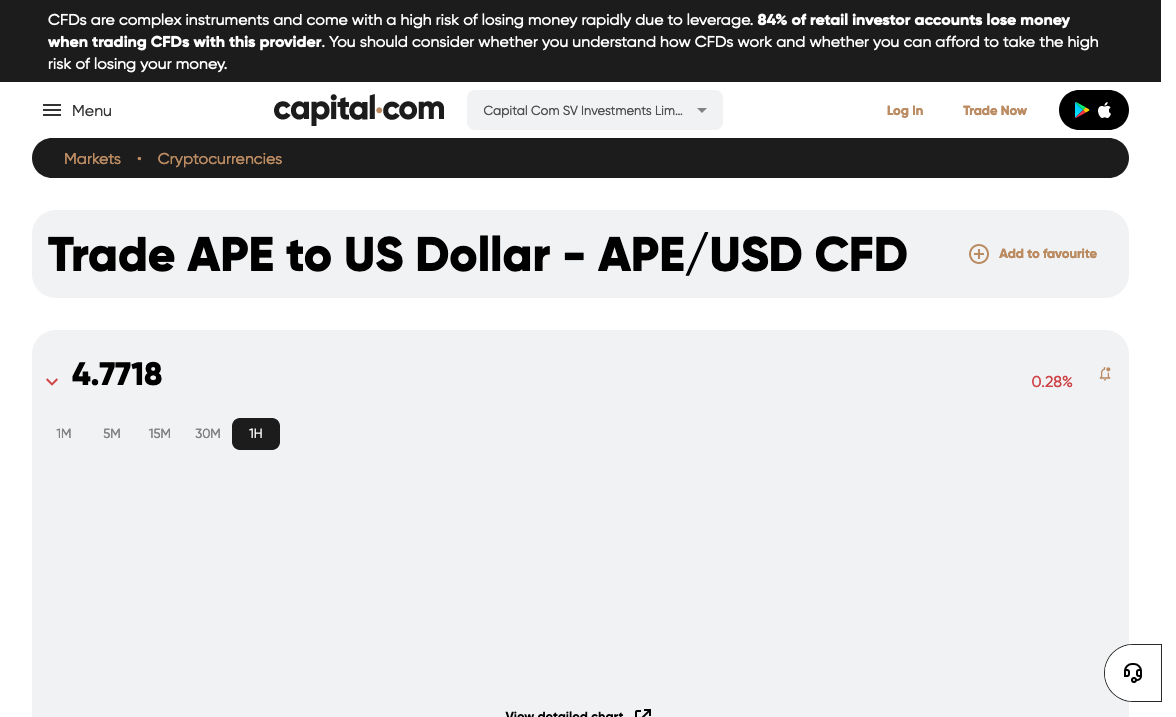 CFDs are complex instruments and come with a high risk of losing money rapidly due to leverage. 84% of retail investor accounts lose money
when trading CFDs with this provider. You should consider whether you understand how CFDs work and whether you can afford to take the high
risk of losing your money.
Menu
capital.com
Capital Com SV Investments Lim...
Log In
Trade Now
Markets • Cryptocurrencies
Trade APE to US Dollar - APE/USD CFD
Add to favourite
4.7718
0.28%
1M 5M 15M 30M 1H
View detailed chart